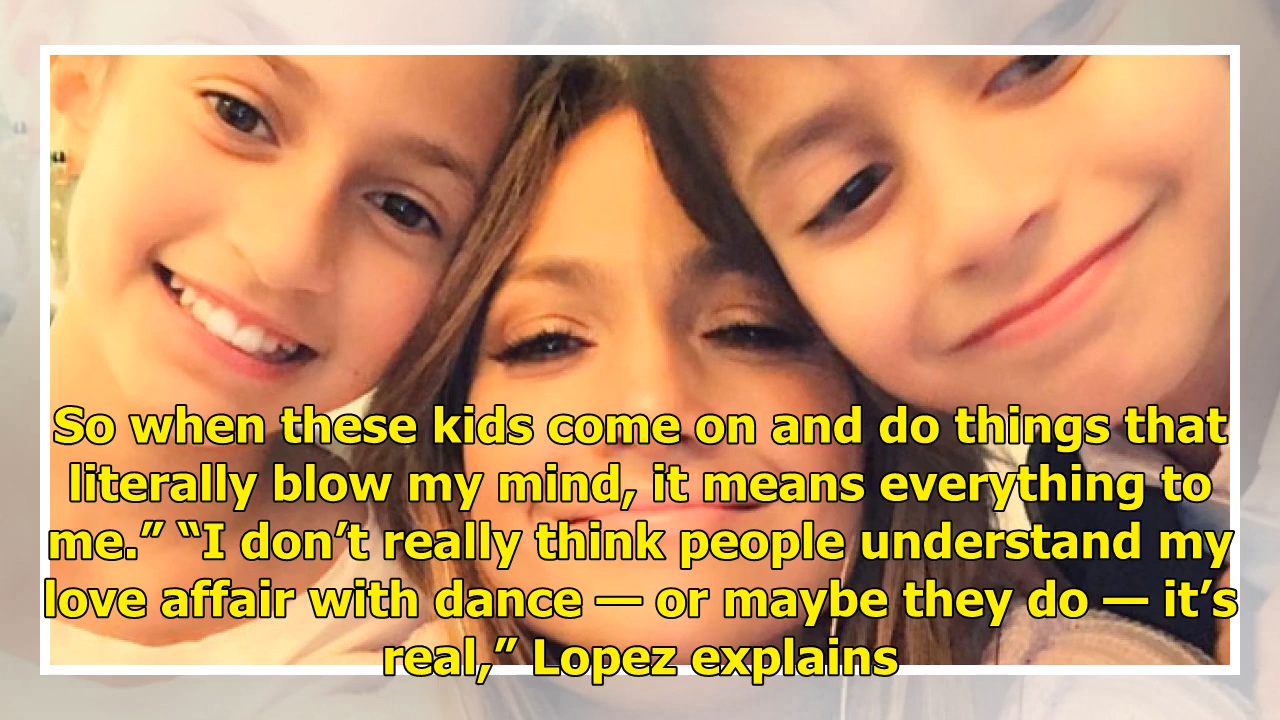 So when these kids come on and do things that
literally blow my mind, it means everything to
me.” “I don’t really think people understand my
love affair with dance — or maybe they do — it’s
real,” Lopez explains